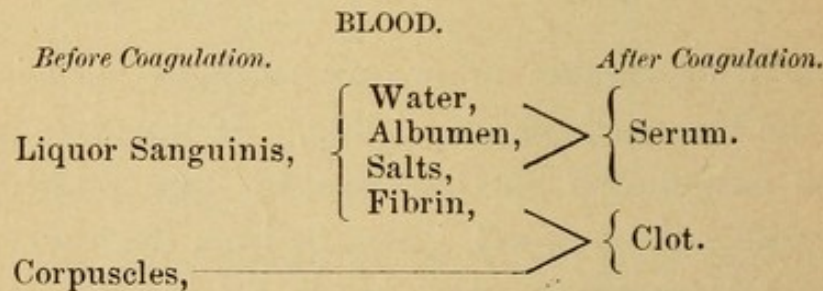 BLOOD.
Before Coagulation. After Coagulation.
Water,
Albumen,
Liquor Sanguinis, Serum.
Salts,
Fibrin,
Clot.
Corpuscles,